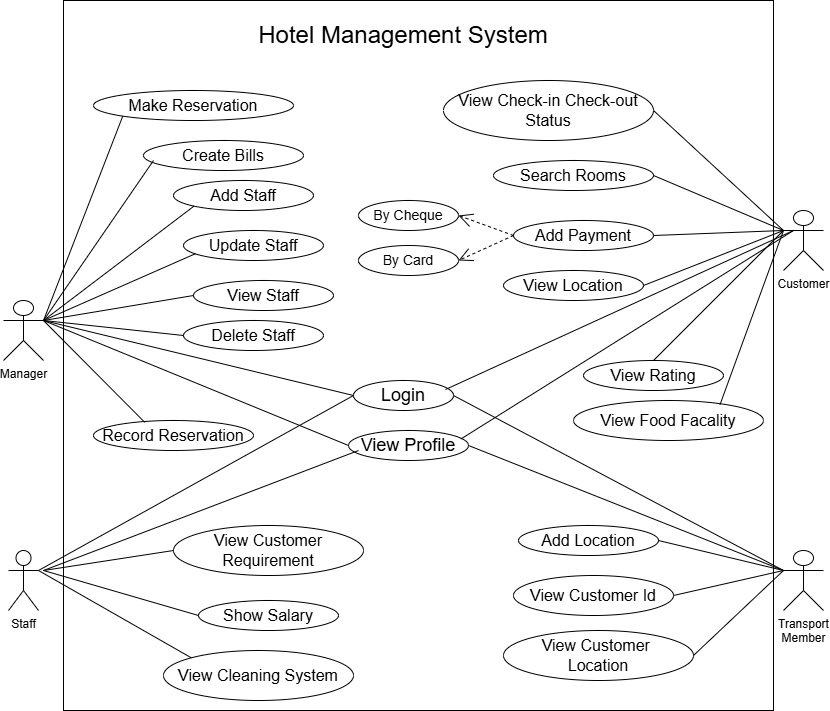 Hotel Management System
Make Reservation
Create Bills
Add Staff
Update Staff
View Staff
Delete Staff
Record Reservation
Manager
View Check-in Check-out
Status
Search Rooms
By Cheque
By Card
Add Payment
View Location
Customer
View Rating
View Food Facality
Login
View Profile
View Customer
Requirement
Show Salary
View Cleaning System
Staff
Add Location
View Customer Id
View Customer
Location
Transport
Member